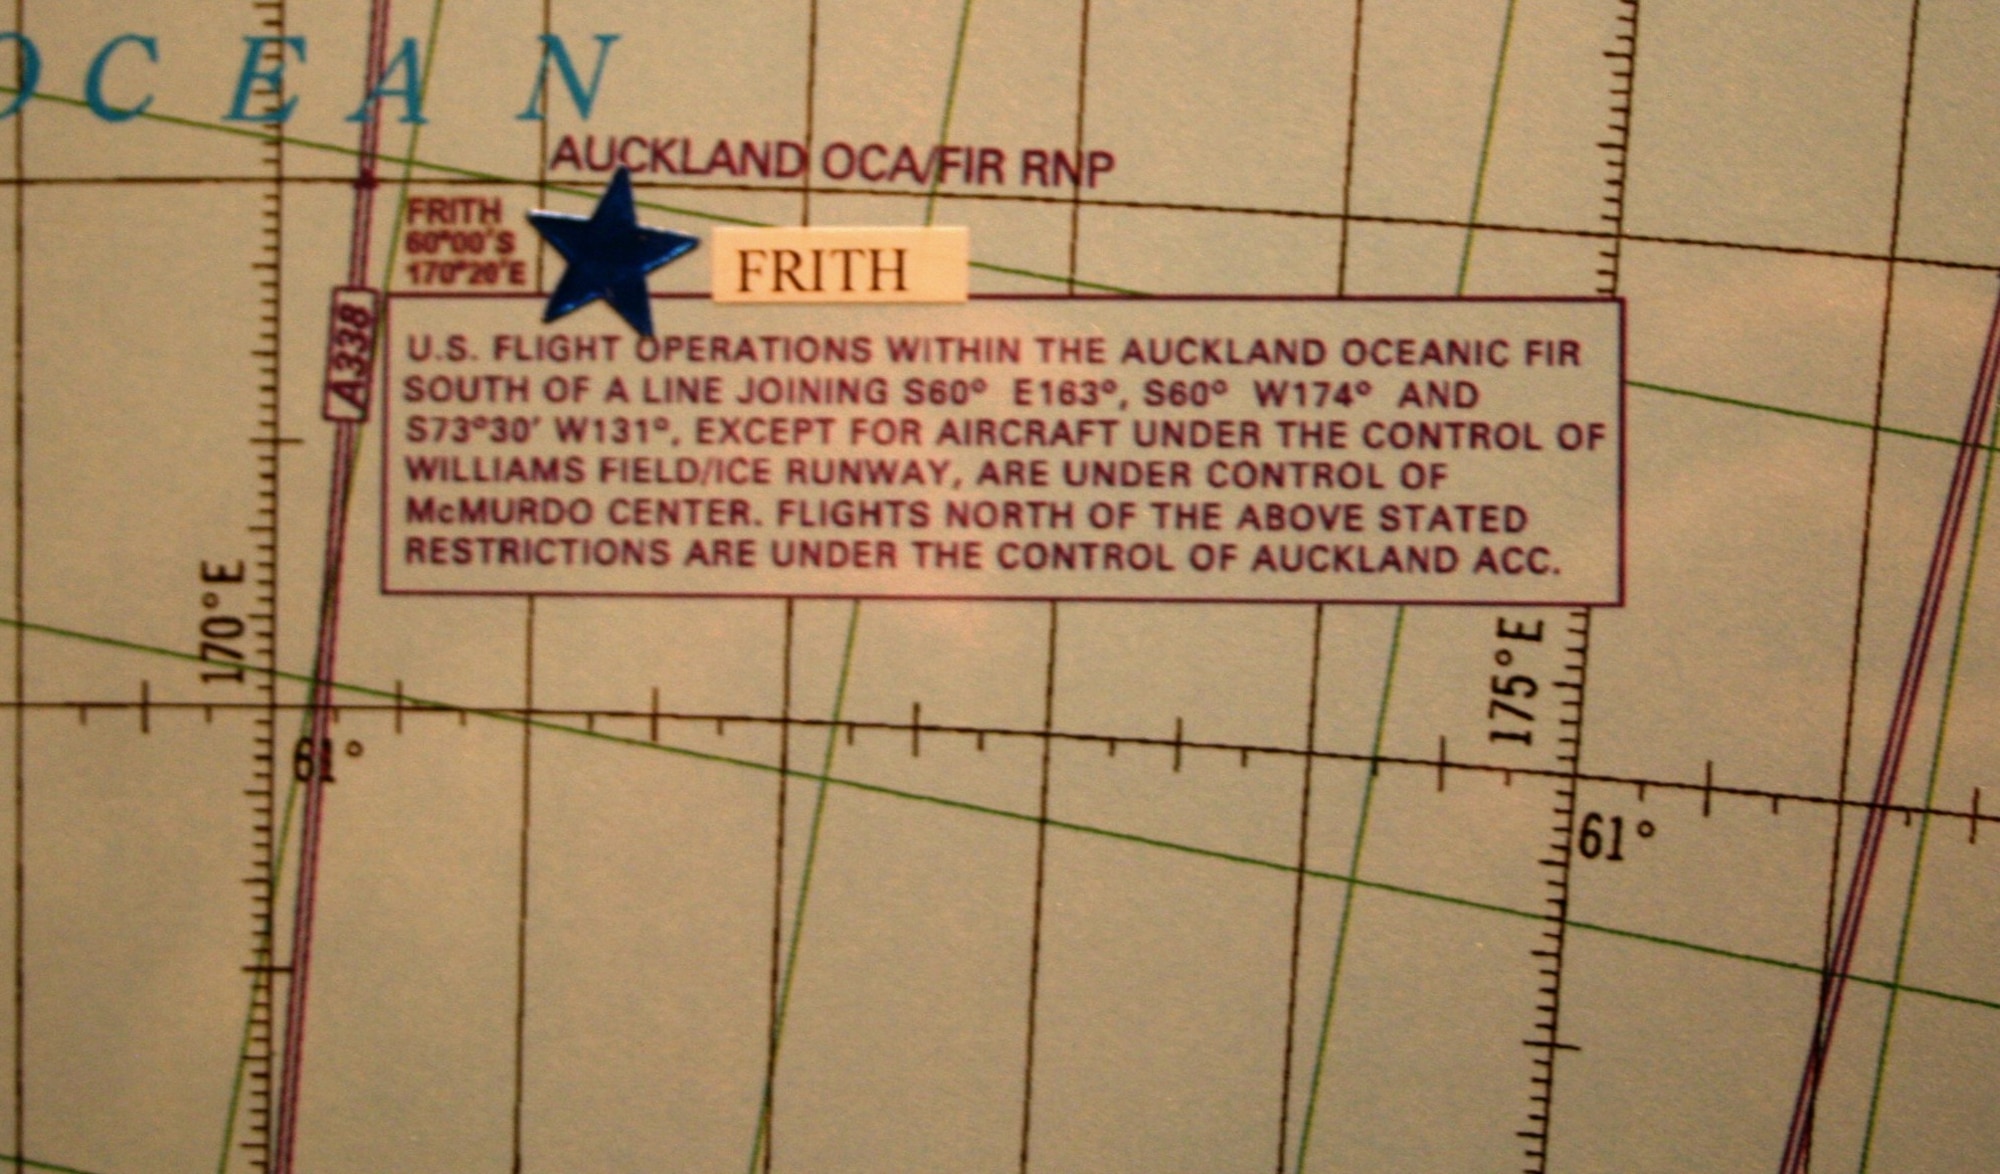 OCEAN
AUCKLAND OCA/FIR RNP
FRITH
60°00'S
170°20'E
FRITH
A338
U.S. FLIGHT OPERATIONS WITHIN THE AUCKLAND OCEANIC FIR
SOUTH OF A LINE JOINING S60° E163°, S60° W174° AND
S73°30' W131°, EXCEPT FOR AIRCRAFT UNDER THE CONTROL OF
WILLIAMS FIELD/ICE RUNWAY, ARE UNDER CONTROL OF
McMURDO CENTER. FLIGHTS NORTH OF THE ABOVE STATED
RESTRICTIONS ARE UNDER THE CONTROL OF AUCKLAND ACC.
170°E
175°E
61°
61°